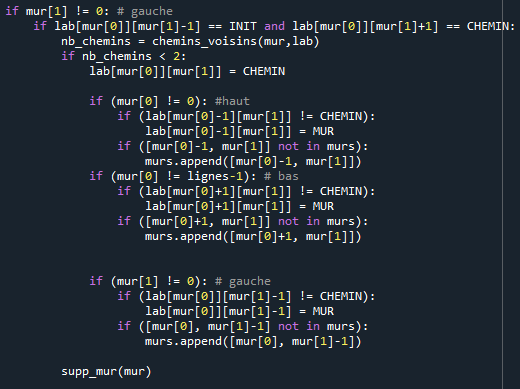 if mur[1] != 0: # gauche
if lab[mur[0]][mur[1]-1] == INIT and lab[mur[0]][mur[1]+1] == CHEMIN:
nb_chemins = chemins_voisins(mur,lab)
if nb_chemins < 2:
lab[mur[0]][mur[1]] = CHEMIN
if (mur[0] != 0): #haut
if (lab[mur[0]-1][mur[1]] != CHEMIN):
lab[mur[0]-1][mur[1]] = MUR
if ([mur[0]-1, mur[1]] not in murs):
murs.append([mur[0]-1, mur[1]])
if (mur[0] != lignes-1): # bas
if (lab[mur[0]+1][mur[1]] != CHEMIN):
lab[mur[0]+1][mur[1]] = MUR
if ([mur[0]+1, mur[1]] not in murs):
murs.append([mur[0]+1, mur[1]])
if (mur[1] != 0): # gauche
if (lab[mur[0]][mur[1]-1] != CHEMIN):
lab[mur[0]][mur[1]-1] = MUR
if ([mur[0], mur[1]-1] not in murs):
murs.append([mur[0], mur[1]-1])
supp_mur(mur)